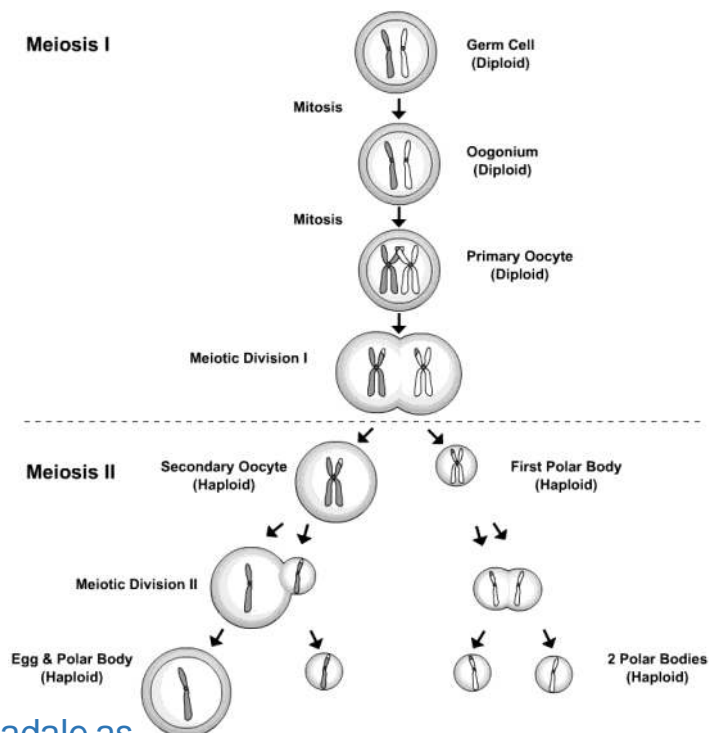 Meiosis I
Germ Cell
(Diploid)
Mitosis
Oogonium
(Diploid)
Mitosis
Primary Oocyte
(Diploid)
Meiotic Division I
Meiosis II
Secondary Oocyte
(Haploid)
First Polar Body
(Haploid)
Meiotic Division II
Egg & Polar Body
(Haploid)
2 Polar Bodies
(Haploid)
as